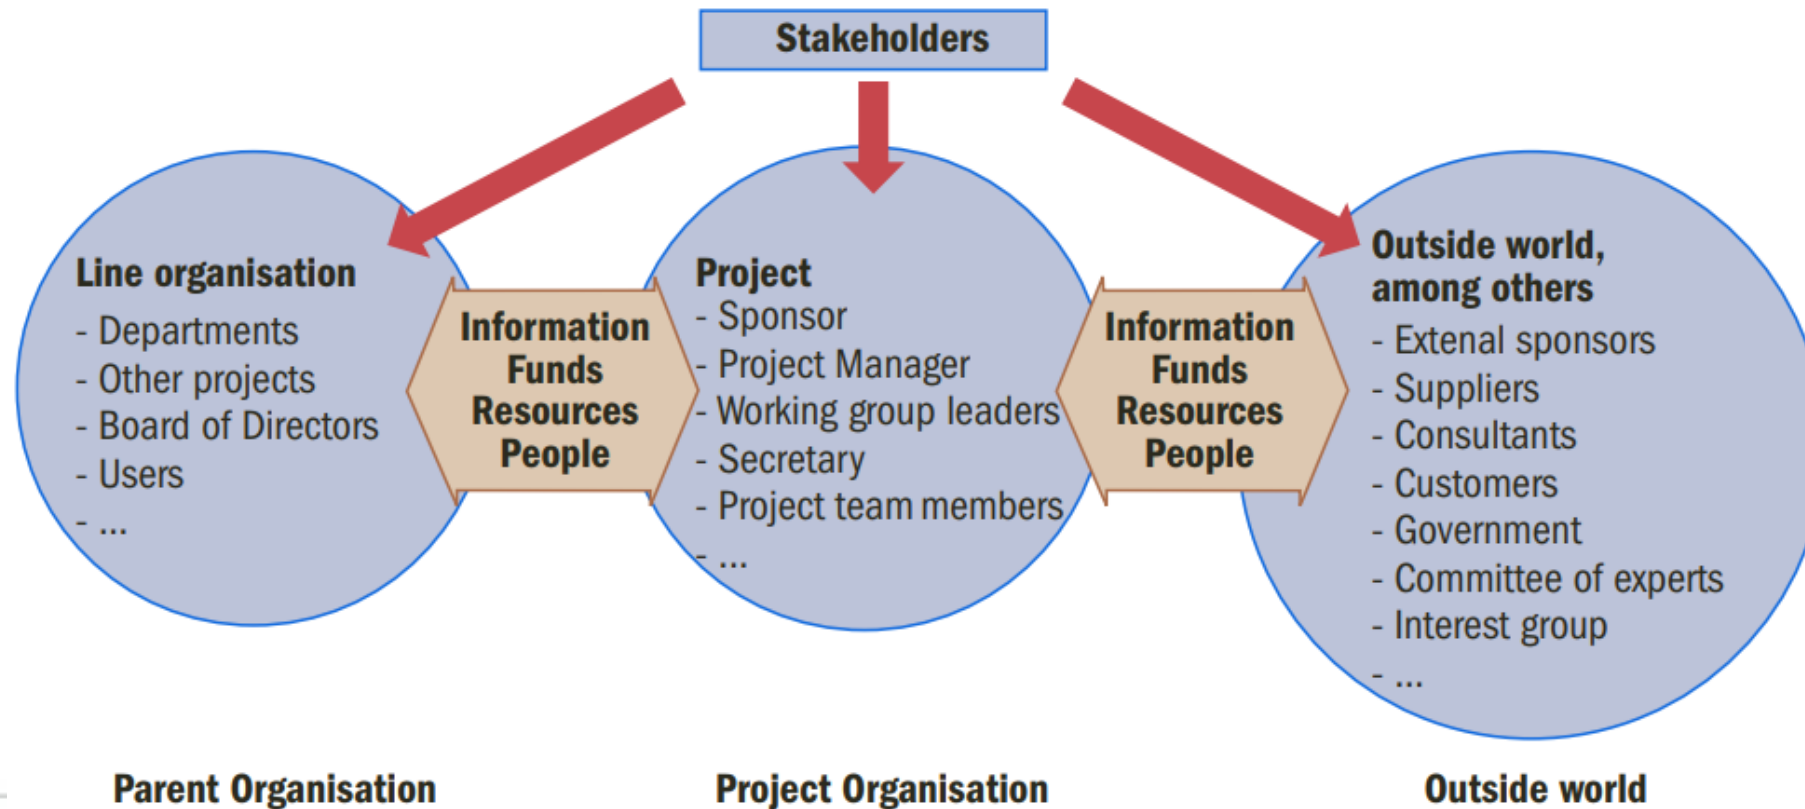 Stakeholders
Line organisation
- Departments
- Other projects
- Board of Directors
- Users
- ...
Information
Funds
Resources
People
Project
- Sponsor
- Project Manager
- Working group leaders
- Secretary
- Project team members
- ...
Information
Funds
Resources
People
Outside world,
among others
- Extenal sponsors
- Suppliers
- Consultants
- Customers
- Government
- Committee of experts
- Interest group
- ...
Parent Organisation
Project Organisation
Outside world